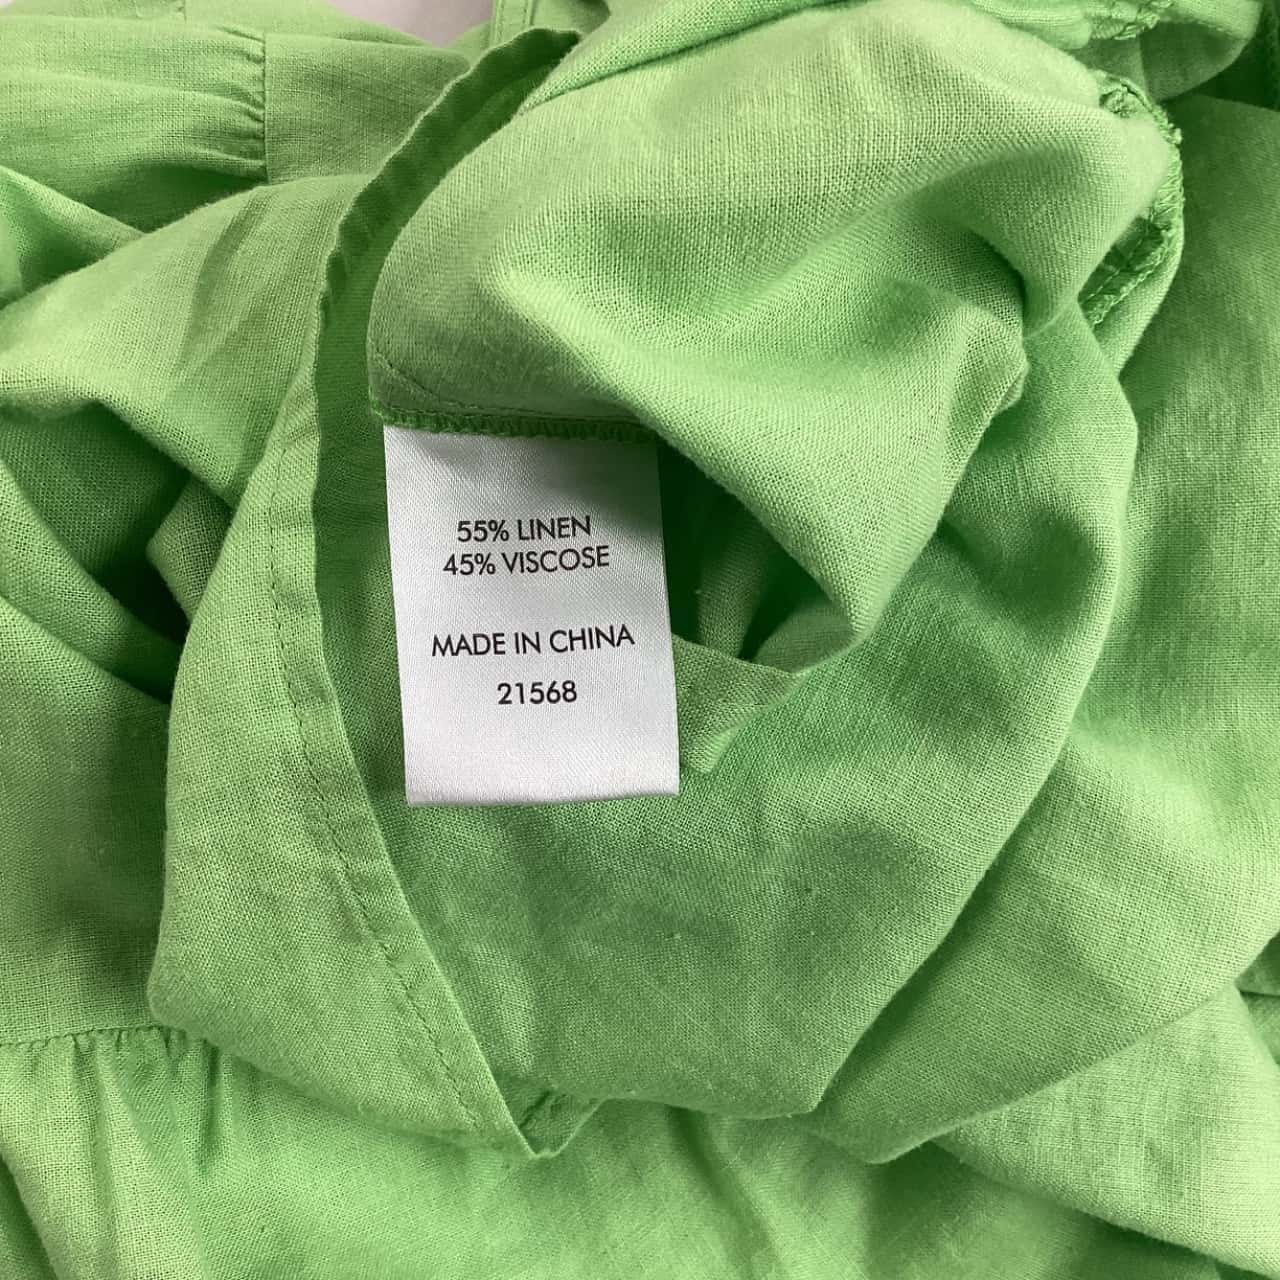 55% LINEN
45% VISCOSE
MADE IN CHINA
21568